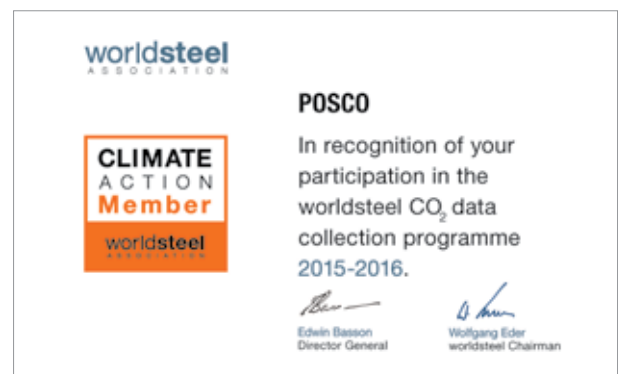 worldsteel
ASSOCIATION
POSCO
In recognition of your
participation in the
worldsteel CO₂ data
collection programme
2015-2016.
CLIMATE
ACTION
Member
worldsteel
ASSOCIATION
Edwin Basson
Director General
Wolfgang Eder
worldsteel Chairman